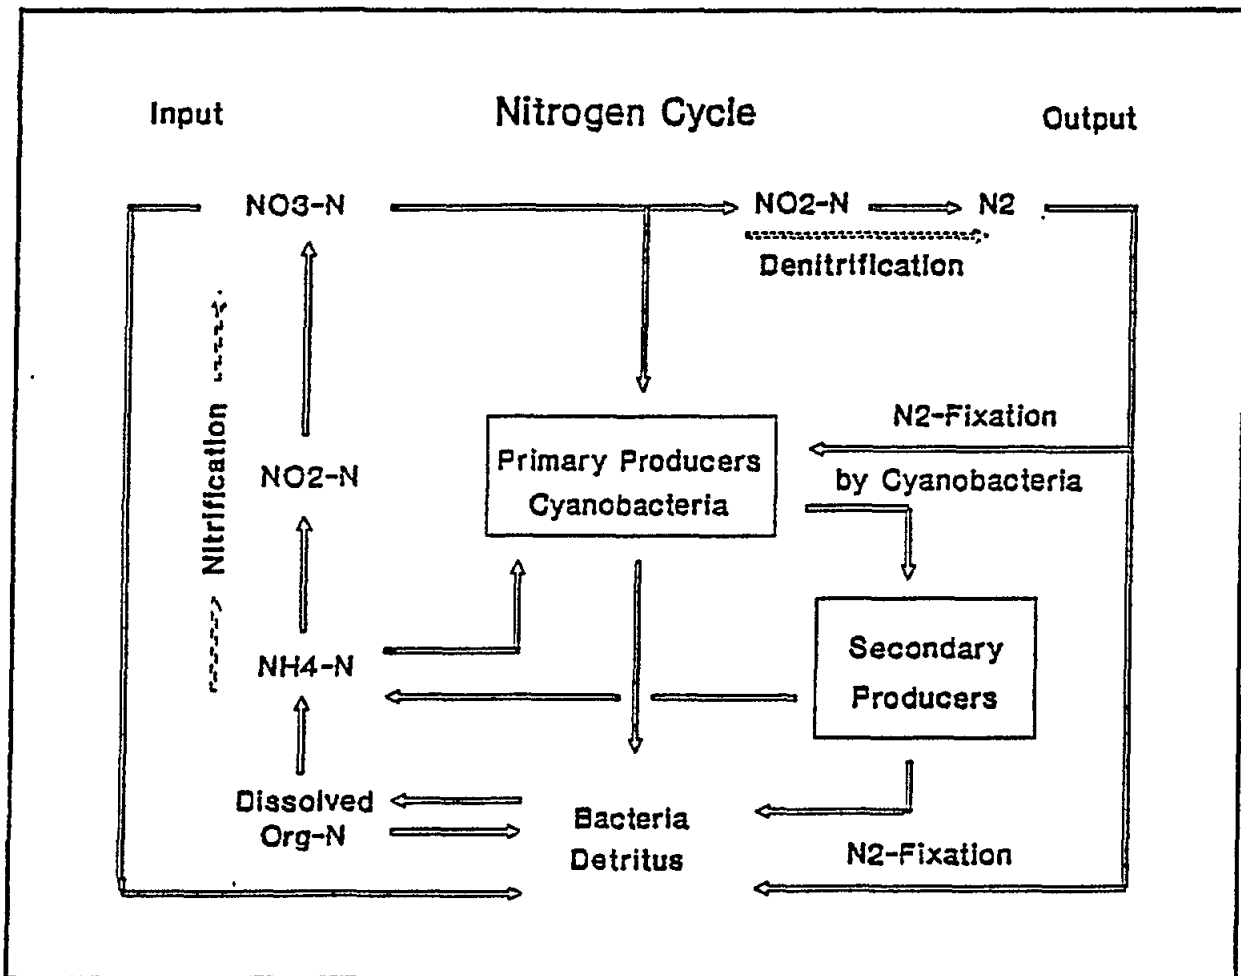 Input
Nitrogen Cycle
Output
NO3-N
NO2-N
N2
Denitrification
Nitrification
N2-Fixation
by Cyanobacteria
Primary Producers
Cyanobacteria
NO2-N
Secondary
Producers
NH4-N
Dissolved
Org-N
Bacteria
Detritus
N2-Fixation